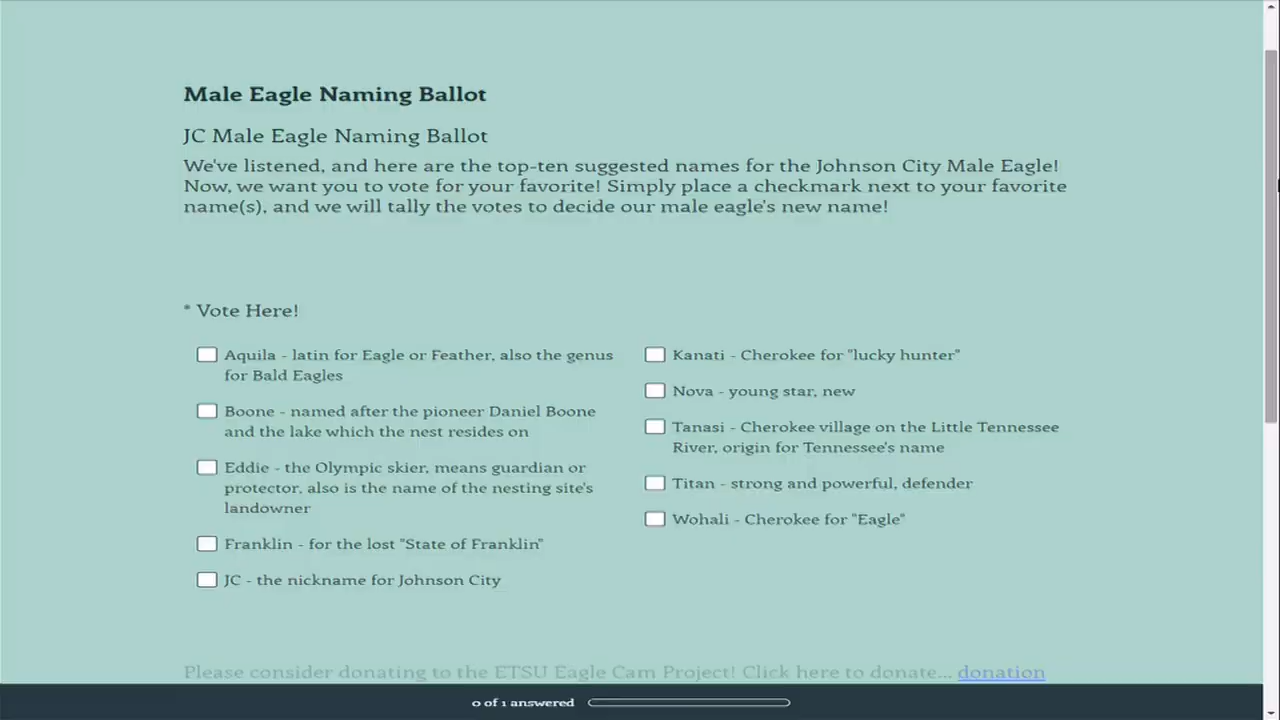 Male Eagle Naming Ballot
JC Male Eagle Naming Ballot
We've listened, and here are the top-ten suggested names for the Johnson City Male Eagle!
Now, we want you to vote for your favorite! Simply place a checkmark next to your favorite
name(s), and we will tally the votes to decide our male eagle's new name!
* Vote Here!
Aquila - latin for Eagle or Feather, also the genus
for Bald Eagles
Boone - named after the pioneer Daniel Boone
and the lake which the nest resides on
Eddie - the Olympic skier, means guardian or
protector, also is the name of the nesting site's
landowner
Franklin - for the lost "State of Franklin"
JC - the nickname for Johnson City
Kanati - Cherokee for "lucky hunter"
Nova - young star, new
Tanasi - Cherokee village on the Little Tennessee
River, origin for Tennessee's name
Titan - strong and powerful, defender
Wohali - Cherokee for "Eagle"
Please consider donating to the ETSU Eagle Cam Project! Click here to donate... donation
0 of 1 answered